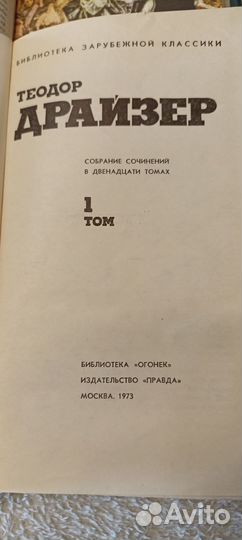 БИБЛИОТЕКА ЗАРУБЕЖНОЙ КЛАССИКИ
ТЕОДОР
ДРАЙЗЕР
СОБРАНИЕ СОЧИНЕНИЙ
В ДВЕНАДЦАТИ ТОМАХ
1
ТОМ
БИБЛИОТЕКА «ОГОНЕК»
ИЗДАТЕЛЬСТВО «ПРАВДА»
МОСКВА. 1973
Avito